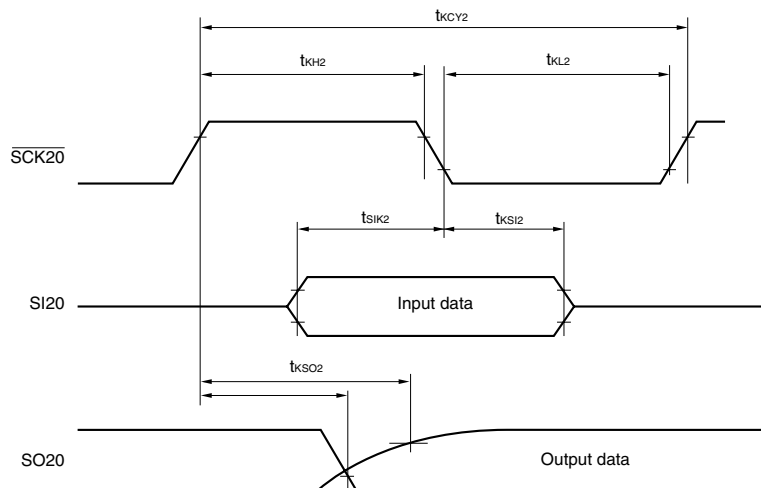 tKCY2
tKH2
tKL2
SCK20
tSIK2
tKSI2
SI20
Input data
tKSO2
SO20
Output data